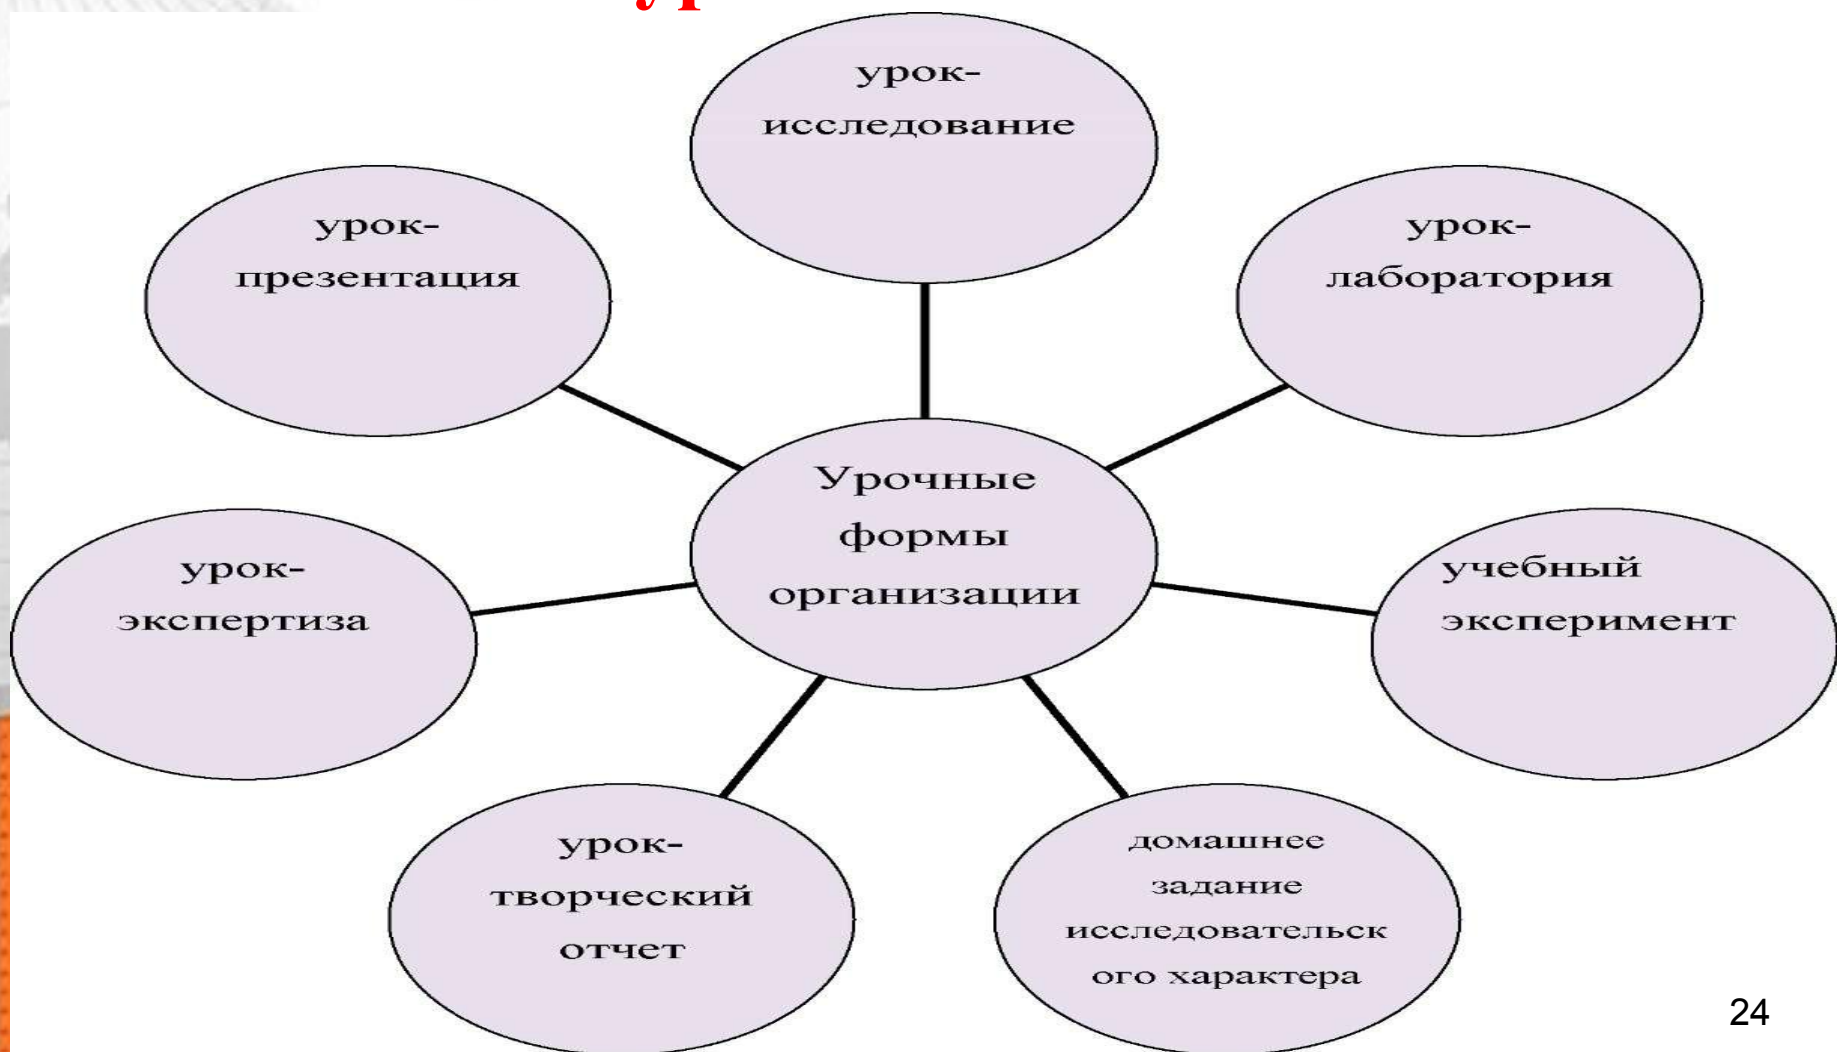 урок-
исследование
урок-
презентация
урок-
лаборатория
Урочные
формы
организации
урок-
экспертиза
учебный
эксперимент
урок-
творческий
отчет
домашнее
задание
исследовательск
ого характера
24